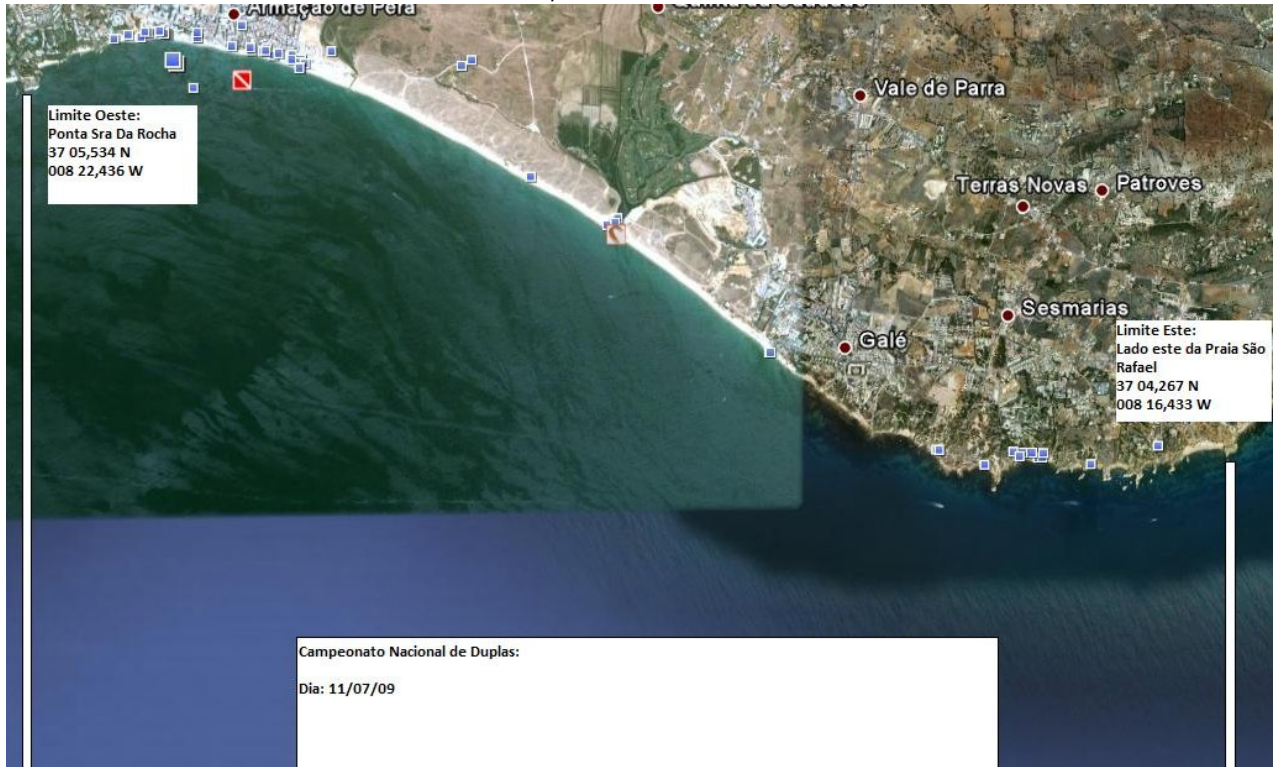 Armação de Pera
Vale de Parra
Limite Oeste:
Ponta Sra Da Rocha
37 05,534 N
008 22,436 W
Terras Novas
Patroves
Sesmarias
Galé
Limite Este:
Lado este da Praia São
Rafael
37 04,267 N
008 16,433 W
Campeonato Nacional de Duplas:
Dia: 11/07/09